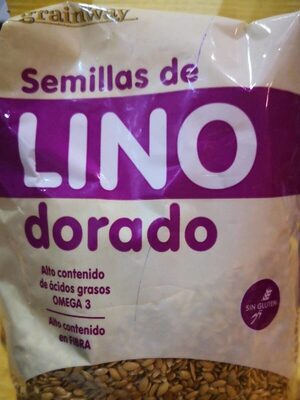 grainway
Semillas de
LINO
dorado
Alto contenido
de ácidos grasos
OMEGA 3
Alto contenido
en FIBRA
SIN GLUTEN